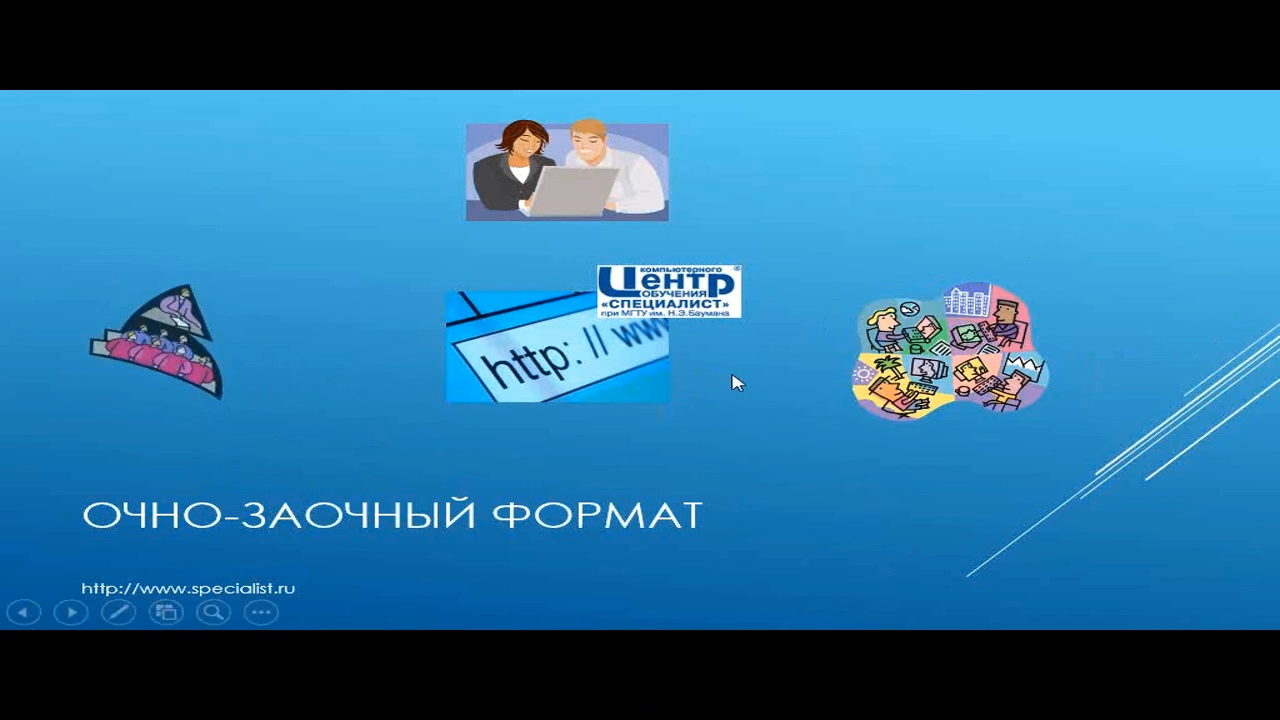 компьютерного
Центр®
ОБУЧЕНИЯ
«СПЕЦИАЛИСТ»
при МГТУ им. Н.Э.Баумана
http: // www
ОЧНО-ЗАОЧНЫЙ ФОРМАТ
http://www.specialist.ru